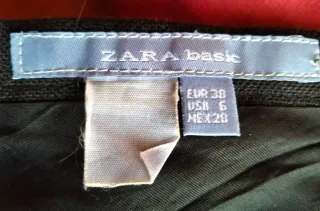 ZARA basic
EUR 38
USA 6
MEX 28